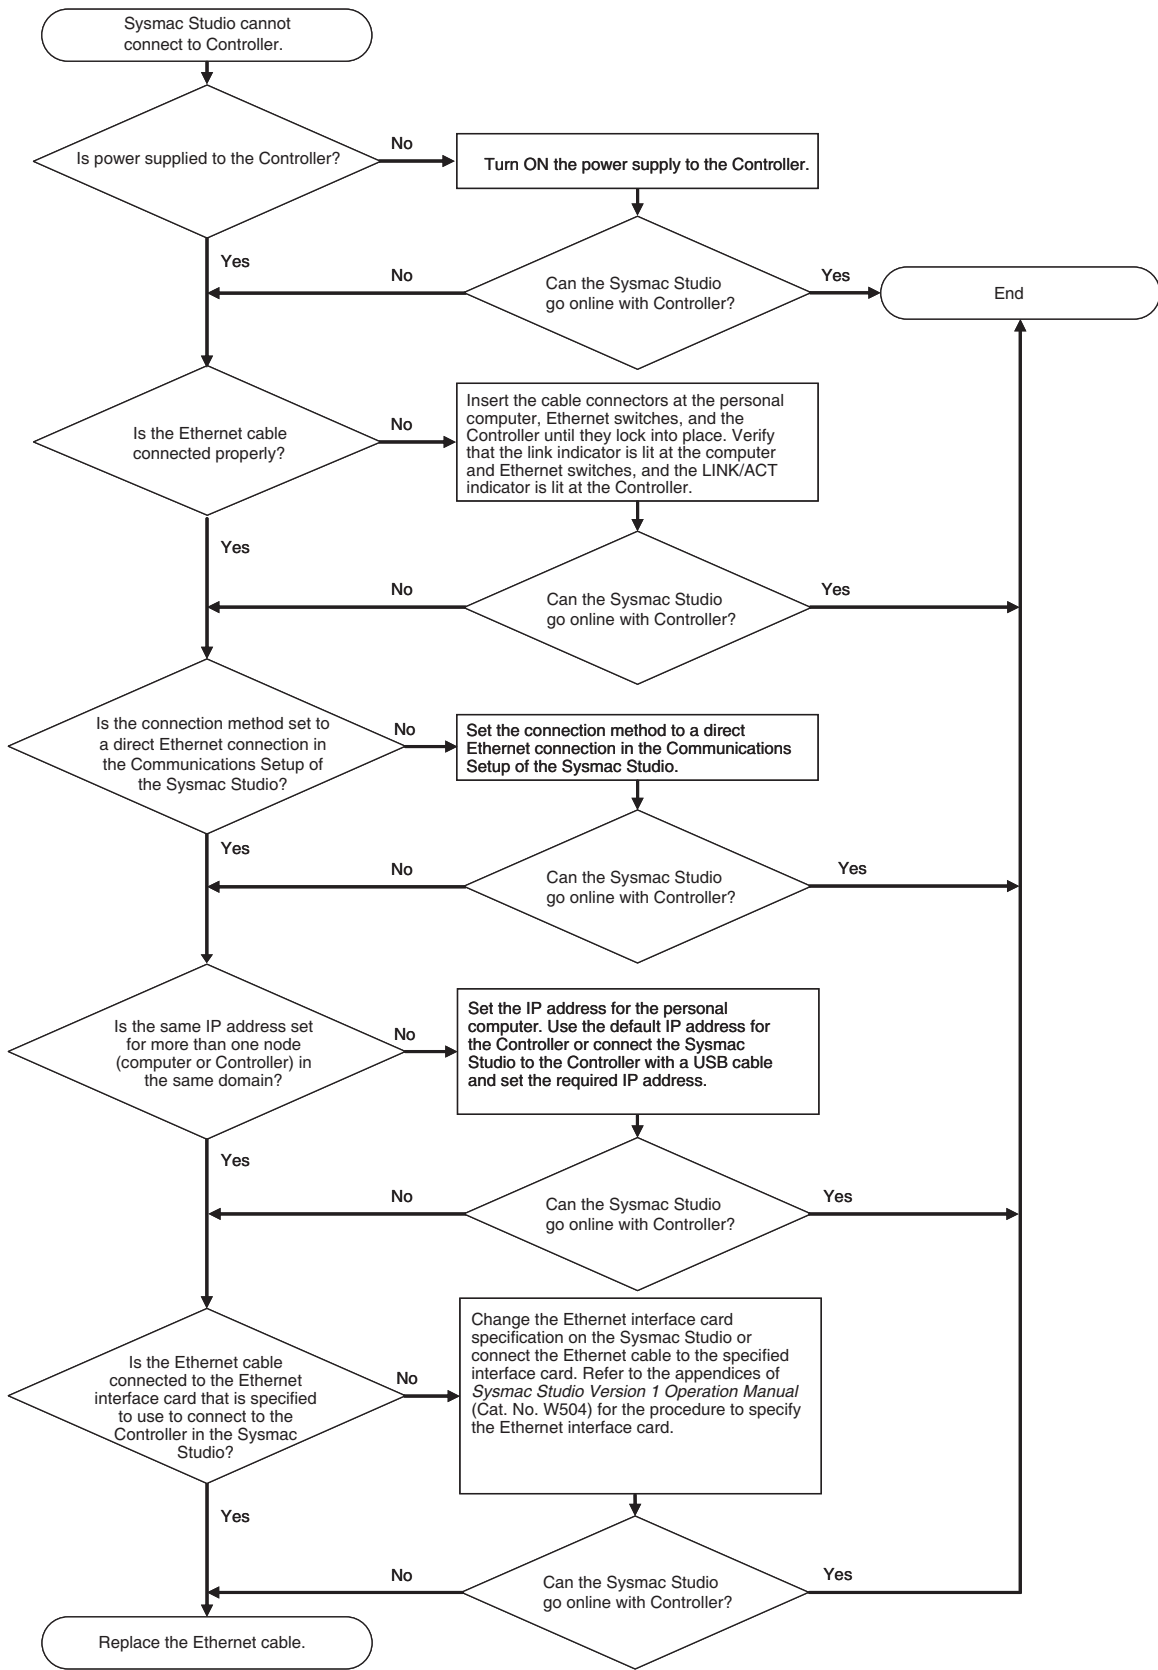 Sysmac Studio cannot
connect to Controller.
Is power supplied to the Controller?
No
Turn ON the power supply to the Controller.
Yes
No
Can the Sysmac Studio
go online with Controller?
Yes
End
Is the Ethernet cable
connected properly?
No
Insert the cable connectors at the personal
computer, Ethernet switches, and the
Controller until they lock into place. Verify
that the link indicator is lit at the computer
and Ethernet switches, and the LINK/ACT
indicator is lit at the Controller.
Yes
No
Can the Sysmac Studio
go online with Controller?
Yes
Is the connection method set to
a direct Ethernet connection in
the Communications Setup of
the Sysmac Studio?
No
Set the connection method to a direct
Ethernet connection in the Communications
Setup of the Sysmac Studio.
Yes
No
Can the Sysmac Studio
go online with Controller?
Yes
Is the same IP address set
for more than one node
(computer or Controller) in
the same domain?
No
Set the IP address for the personal
computer. Use the default IP address for
the Controller or connect the Sysmac
Studio to the Controller with a USB cable
and set the required IP address.
Yes
No
Can the Sysmac Studio
go online with Controller?
Yes
Is the Ethernet cable
connected to the Ethernet
interface card that is specified
to use to connect to the
Controller in the Sysmac
Studio?
No
Change the Ethernet interface card
specification on the Sysmac Studio or
connect the Ethernet cable to the specified
interface card. Refer to the appendices of
Sysmac Studio Version 1 Operation Manual
(Cat. No. W504) for the procedure to specify
the Ethernet interface card.
Yes
No
Can the Sysmac Studio
go online with Controller?
Yes
Replace the Ethernet cable.